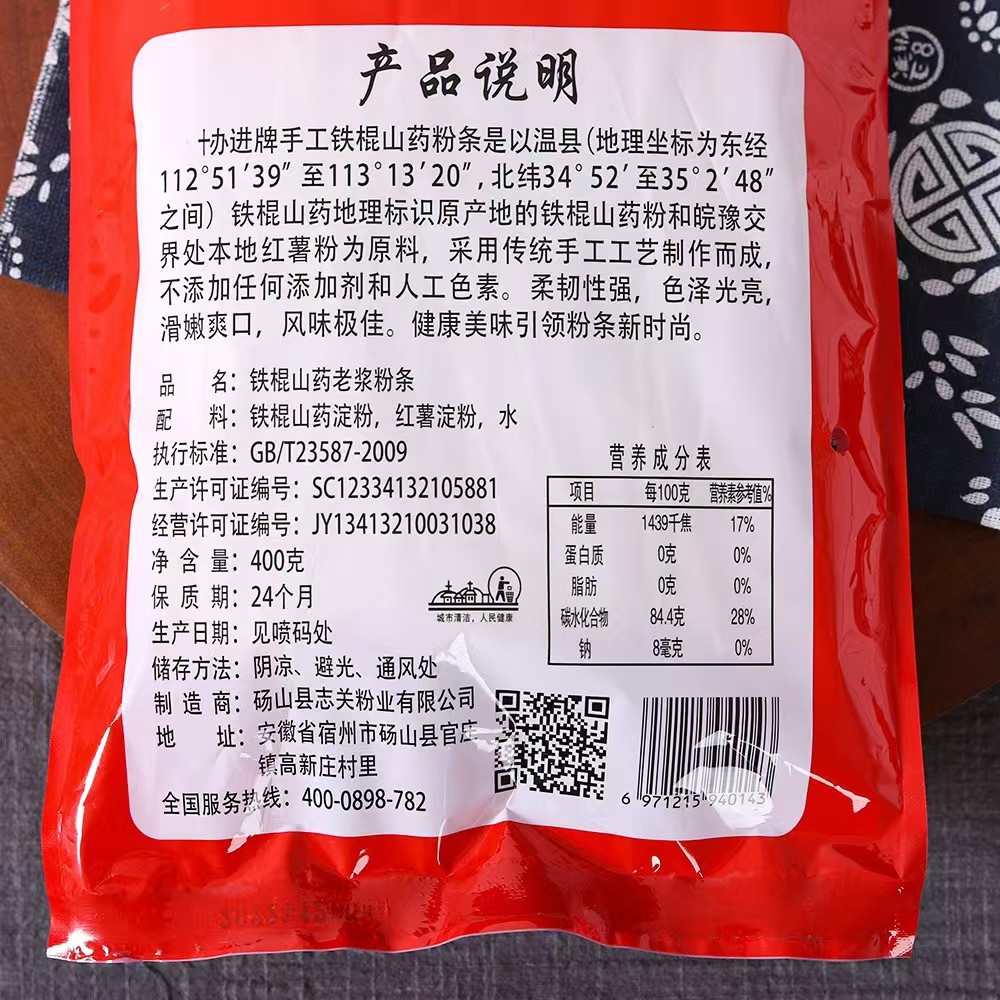 产品说明
十办进牌手工铁棍山药粉条是以温县(地理坐标为东经
112°51′39″至113°13′20″,北纬34°52′至35°2′48″
之间)铁棍山药地理标识原产地的铁棍山药粉和皖豫交
界处本地红薯粉为原料，采用传统手工工艺制作而成，
不添加任何添加剂和人工色素。柔韧性强，色泽光亮，
滑嫩爽口，风味极佳。健康美味引领粉条新时尚。
品 名：铁棍山药老浆粉条
配 料：铁棍山药淀粉，红薯淀粉，水
执行标准：GB/T23587-2009
生产许可证编号：SC12334132105881
经营许可证编号：JY13413210031038
净含量：400克
保质期：24个月
生产日期：见喷码处
储存方法：阴凉、避光、通风处
制造商：砀山县志关粉业有限公司
地 址：安徽省宿州市砀山县官庄
镇高新庄村里
全国服务热线：400-0898-782
城市清洁，人民健康
营养成分表
项目 每100克 营养素参考值%
能量 1439千焦 17%
蛋白质 0克 0%
脂肪 0克 0%
碳水化合物 84.4克 28%
钠 8毫克 0%
6 971215 940143